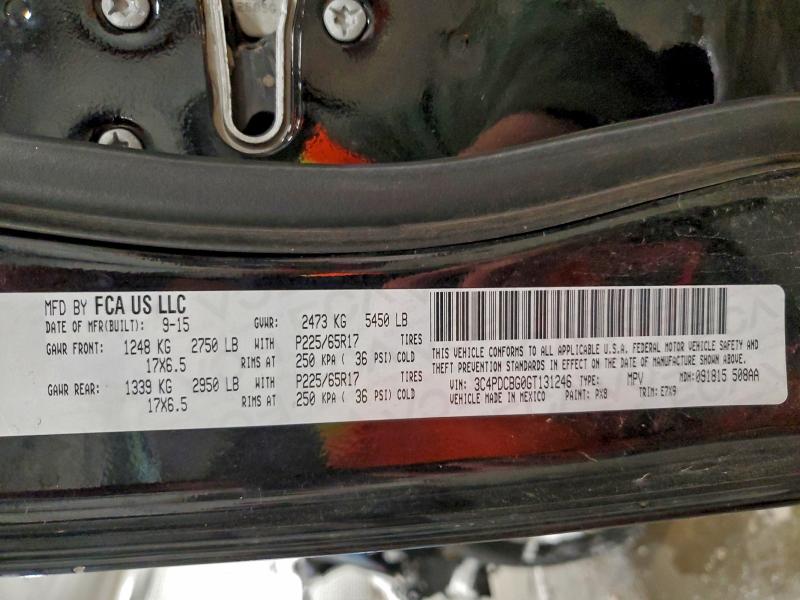 MFD BY FCA US LLC
DATE OF MFR(BUILT): 9-15 GVWR: 2473 KG 5450 LB
GAWR FRONT: 1248 KG 2750 LB WITH P225/65R17 TIRES
17X6.5 RIMS AT 250 KPA ( 36 PSI) COLD
GAWR REAR: 1339 KG 2950 LB WITH P225/65R17 TIRES
17X6.5 RIMS AT 250 KPA ( 36 PSI) COLD
THIS VEHICLE CONFORMS TO ALL APPLICABLE U.S.A. FEDERAL MOTOR VEHICLE SAFETY AND
THEFT PREVENTION STANDARDS IN EFFECT ON THE DATE OF MANUFACTURE SHOWN ABOVE.
VIN: 3C4PDCBG0GT131246 TYPE: MPV MDH: 091815 508AA
VEHICLE MADE IN MEXICO PAINT: PX8 TRIM: E7X9